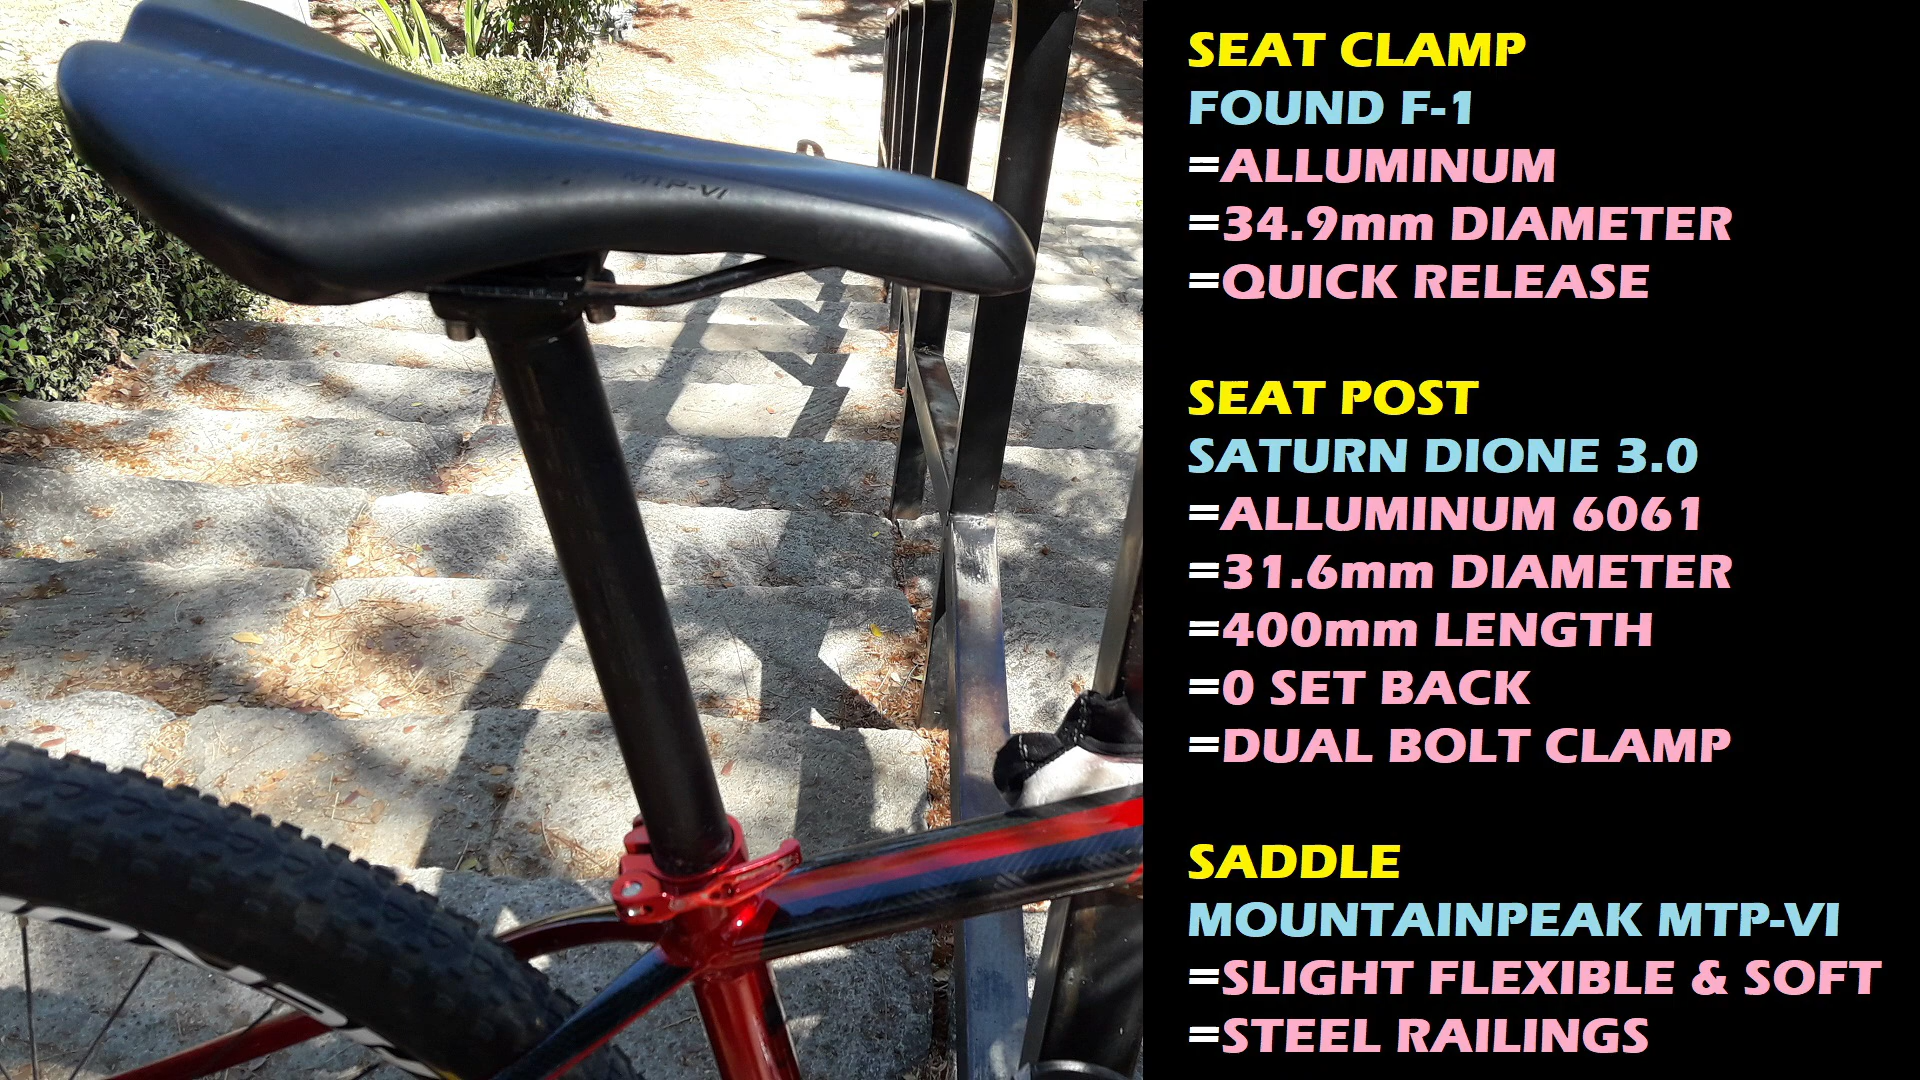 MTP-VI
SEAT CLAMP
FOUND F-1
=ALLUMINUM
=34.9mm DIAMETER
=QUICK RELEASE
SEAT POST
SATURN DIONE 3.0
=ALLUMINUM 6061
=31.6mm DIAMETER
=400mm LENGTH
=0 SET BACK
=DUAL BOLT CLAMP
SADDLE
MOUNTAINPEAK MTP-VI
=SLIGHT FLEXIBLE & SOFT
=STEEL RAILINGS